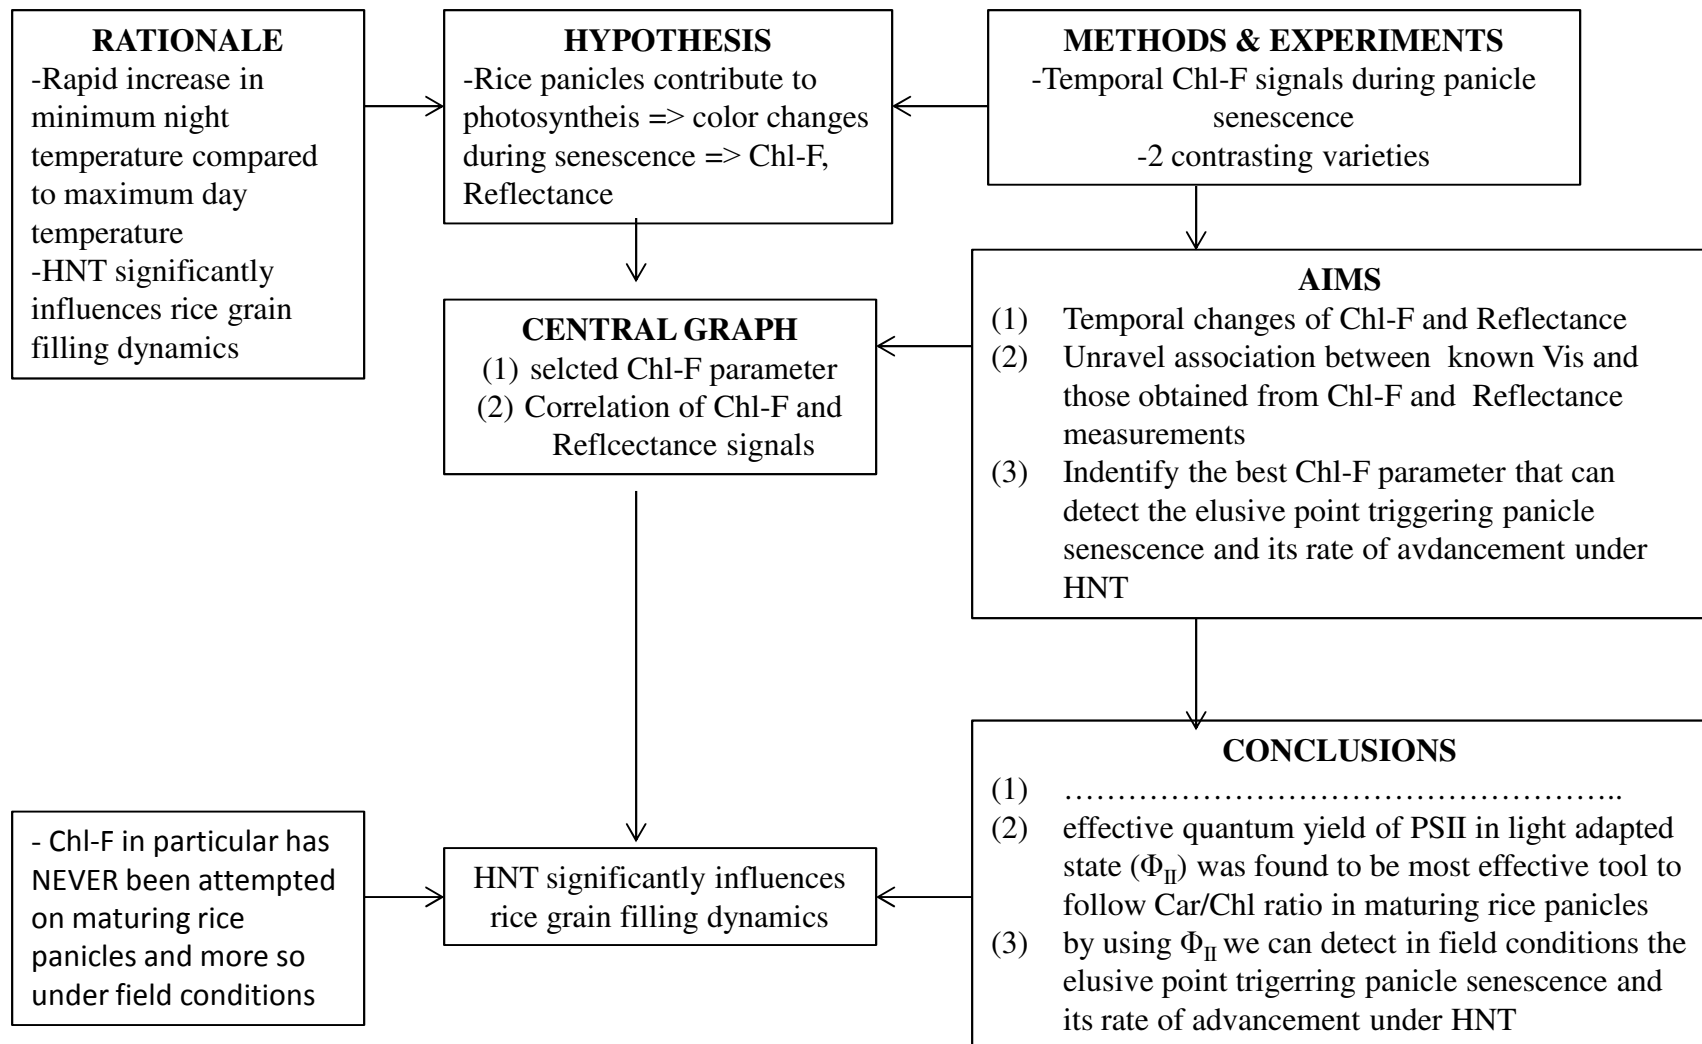 RATIONALE
-Rapid increase in
minimum night
temperature compared
to maximum day
temperature
-HNT significantly
influences rice grain
filling dynamics
HYPOTHESIS
-Rice panicles contribute to
photosyntheis => color changes
during senescence => Chl-F,
Reflectance
METHODS & EXPERIMENTS
-Temporal Chl-F signals during panicle
senescence
-2 contrasting varieties
CENTRAL GRAPH
(1) selcted Chl-F parameter
(2) Correlation of Chl-F and
Reflcectance signals
AIMS
(1) Temporal changes of Chl-F and Reflectance
(2) Unravel association between known Vis and
those obtained from Chl-F and Reflectance
measurements
(3) Indentify the best Chl-F parameter that can
detect the elusive point triggering panicle
senescence and its rate of avdancement under
HNT
- Chl-F in particular has
NEVER been attempted
on maturing rice
panicles and more so
under field conditions
HNT significantly influences
rice grain filling dynamics
CONCLUSIONS
(1) ……………………………………………..
(2) effective quantum yield of PSII in light adapted
state (Φ_II) was found to be most effective tool to
follow Car/Chl ratio in maturing rice panicles
(3) by using Φ_II we can detect in field conditions the
elusive point trigerring panicle senescence and
its rate of advancement under HNT